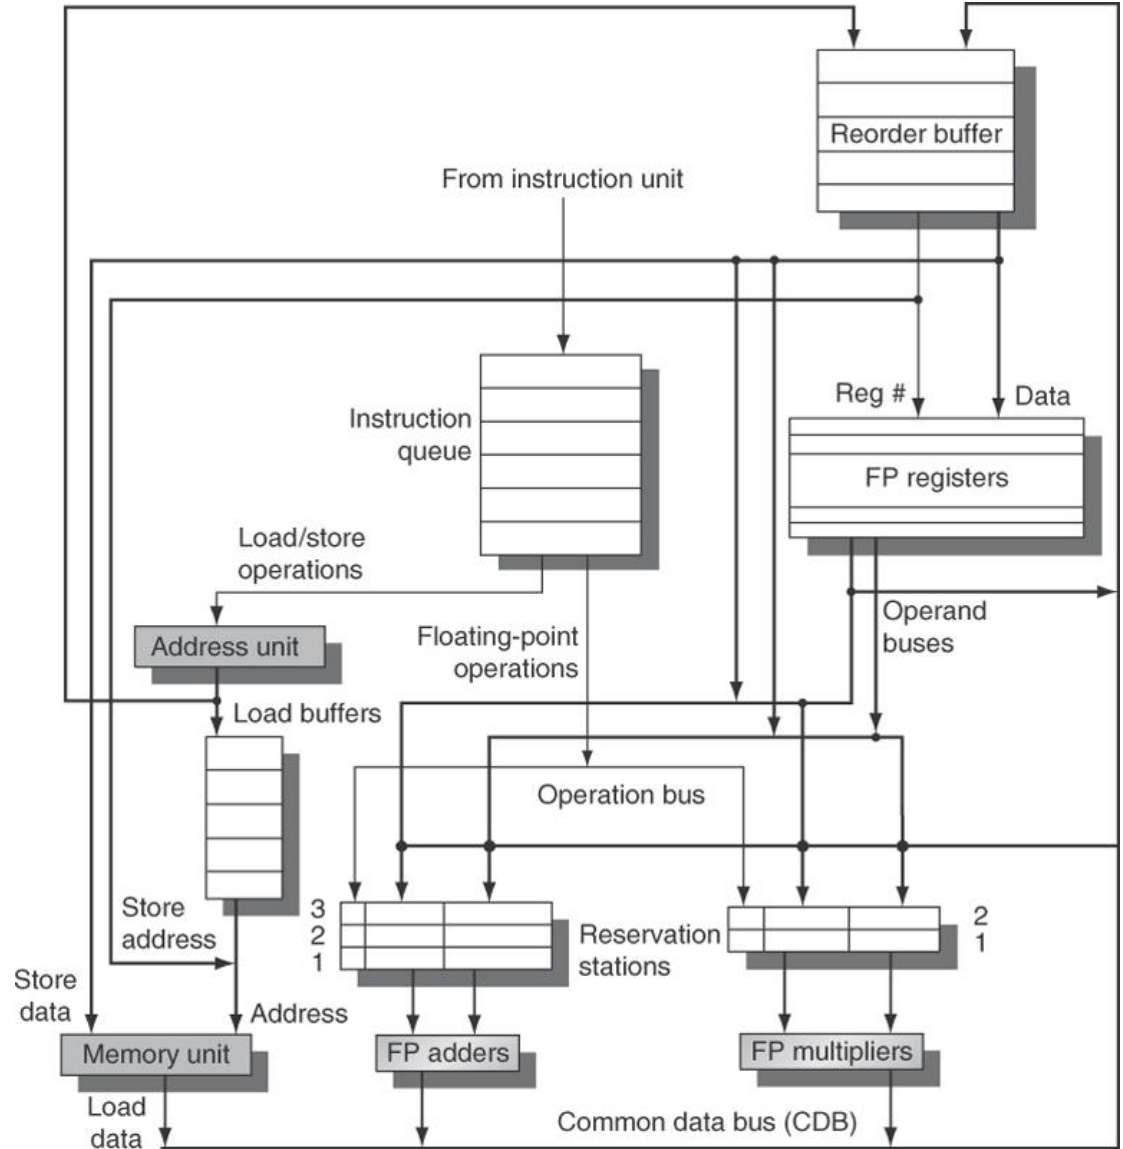 Reorder buffer
From instruction unit
Reg #
Data
Instruction
queue
FP registers
Load/store
operations
Operand
buses
Floating-point
operations
Address unit
Load buffers
Operation bus
Store
address
3
2
1
Reservation
stations
2
1
Store
data
Address
Memory unit
FP adders
FP multipliers
Load
data
Common data bus (CDB)